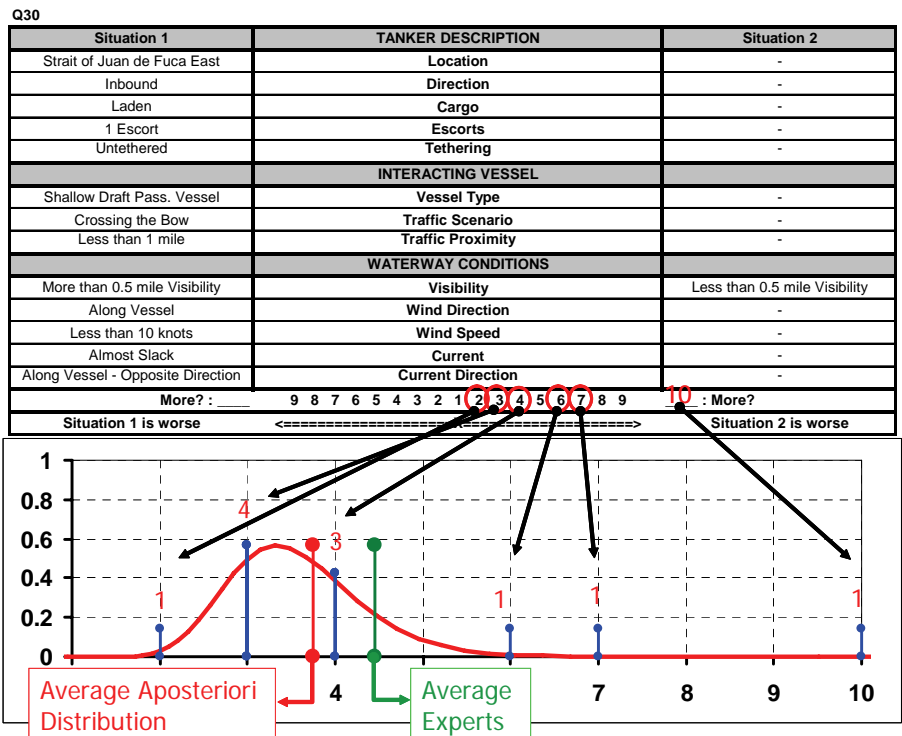 Q30
Situation 1 TANKER DESCRIPTION Situation 2
Strait of Juan de Fuca East Location -
Inbound Direction -
Laden Cargo -
1 Escort Escorts -
Untethered Tethering -
INTERACTING VESSEL
Shallow Draft Pass. Vessel Vessel Type -
Crossing the Bow Traffic Scenario -
Less than 1 mile Traffic Proximity -
WATERWAY CONDITIONS
More than 0.5 mile Visibility Visibility Less than 0.5 mile Visibility
Along Vessel Wind Direction -
Less than 10 knots Wind Speed -
Almost Slack Current -
Along Vessel - Opposite Direction Current Direction -
More? : ____ 9 8 7 6 5 4 3 2 1 2 3 4 5 6 7 8 9 10 ____ : More?
Situation 1 is worse <====================<====================> Situation 2 is worse
1
0.8
4
0.6
3
0.4
1 1 1 1
0.2
0
4 7 8 9 10
Average Aposteriori
Distribution
Average
Experts